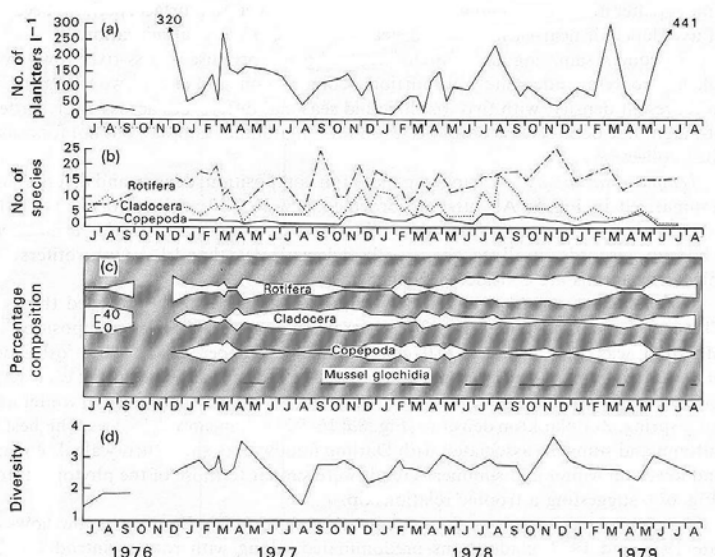 320
441
(a)
No. of plankters l−1
300
250
200
150
100
50
0
J A S O N D J F M A M J J A S O N D J F M A M J J A S O N D J F M A M J J A
(b)
No. of species
25
20
15
10
5
0
Rotifera
Cladocera
Copepoda
J A S O N D J F M A M J J A S O N D J F M A M J J A S O N D J F M A M J J A
(c)
Percentage composition
40
0
Rotifera
Cladocera
Copepoda
Mussel glochidia
J A S O N D J F M A M J J A S O N D J F M A M J J A S O N D J F M A M J J A
(d)
Diversity
4
3
2
1
J A S O N D J F M A M J J A S O N D J F M A M J J A S O N D J F M A M J J A
1976 1977 1978 1979